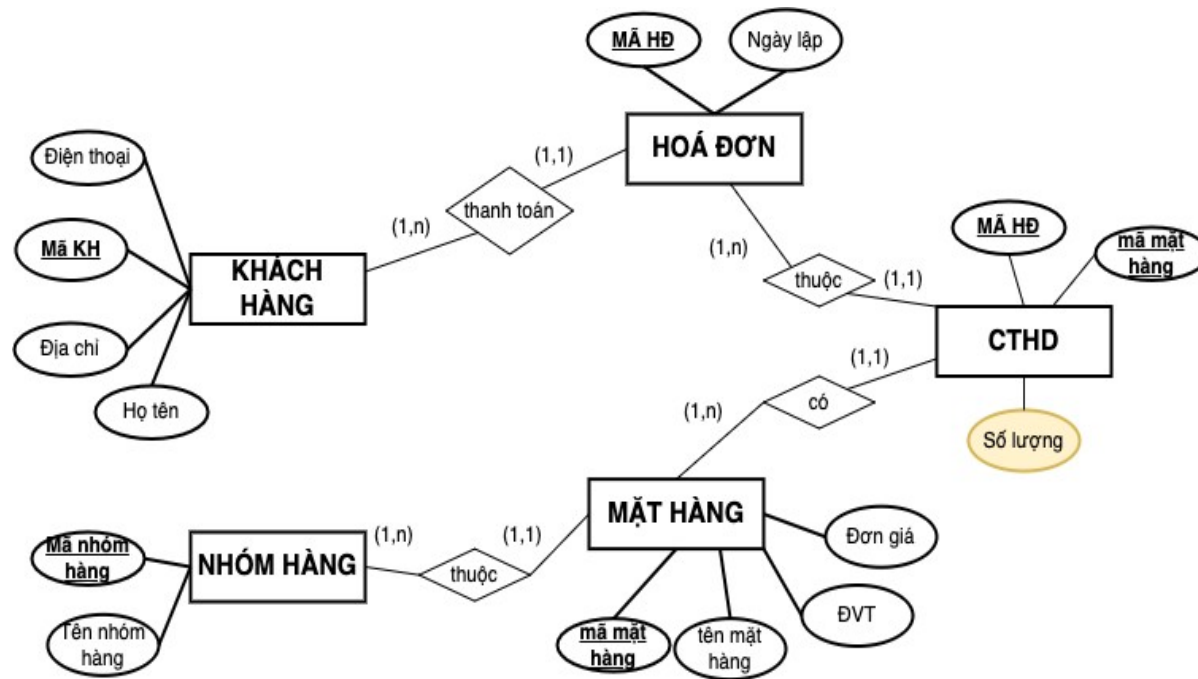 MÃ HĐ
Ngày lập
HOÁ ĐƠN
Điện thoại
(1,1)
thanh toán
(1,n)
Mã KH
KHÁCH
HÀNG
Địa chỉ
Họ tên
(1,n)
thuộc
(1,1)
MÃ HĐ
mã mặt
hàng
CTHD
(1,1)
có
(1,n)
Số lượng
MẶT HÀNG
Đơn giá
ĐVT
mã mặt
hàng
tên mặt
hàng
(1,1)
thuộc
(1,n)
NHÓM HÀNG
Mã nhóm
hàng
Tên nhóm
hàng